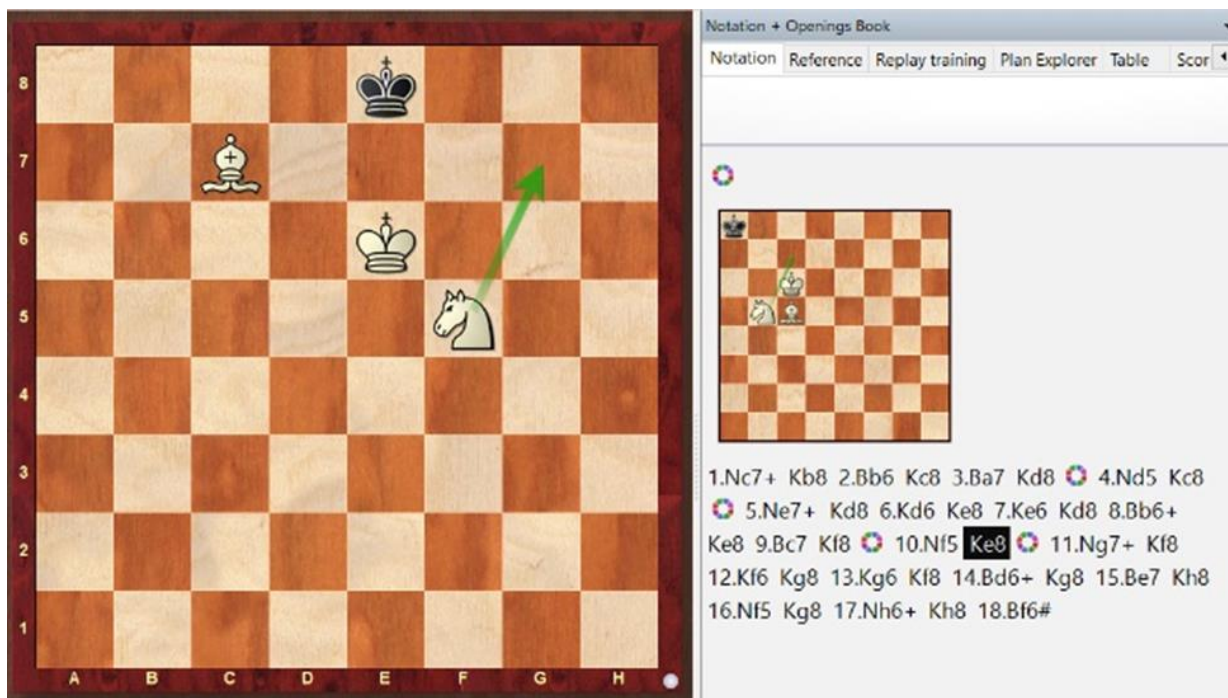 8
7
6
5
4
3
2
1
A B C D E F G H
Notation + Openings Book
Notation Reference Replay training Plan Explorer Table Scor
1.Nc7+ Kb8 2.Bb6 Kc8 3.Ba7 Kd8 4.Nd5 Kc8
5.Ne7+ Kd8 6.Kd6 Ke8 7.Ke6 Kd8 8.Bb6+
Ke8 9.Bc7 Kf8 10.Nf5 Ke8 11.Ng7+ Kf8
12.Kf6 Kg8 13.Kg6 Kf8 14.Bd6+ Kg8 15.Be7 Kh8
16.Nf5 Kg8 17.Nh6+ Kh8 18.Bf6#